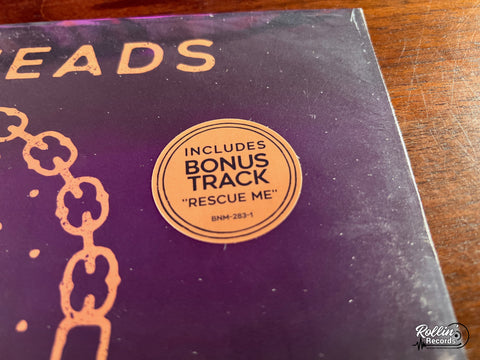 EADS
INCLUDES
BONUS
TRACK
"RESCUE ME"
BNM-283-1
Rollin'
Records